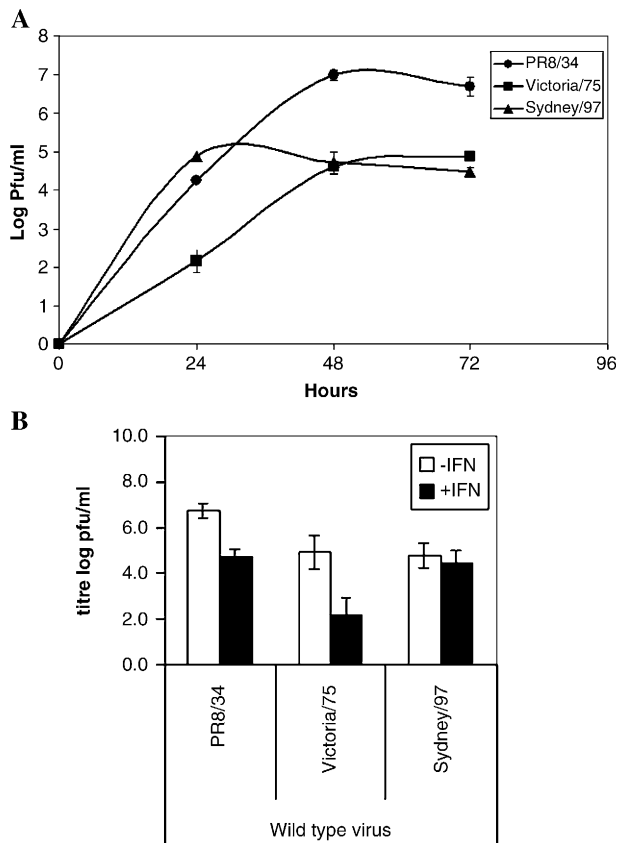 A
8
7
6
5
4
3
2
1
0
Log Pfu/ml
PR8/34
Victoria/75
Sydney/97
0 24 48 72 96
Hours
B
10.0
8.0
6.0
4.0
2.0
0.0
titre log pfu/ml
-IFN
+IFN
PR8/34
Victoria/75
Sydney/97
Wild type virus